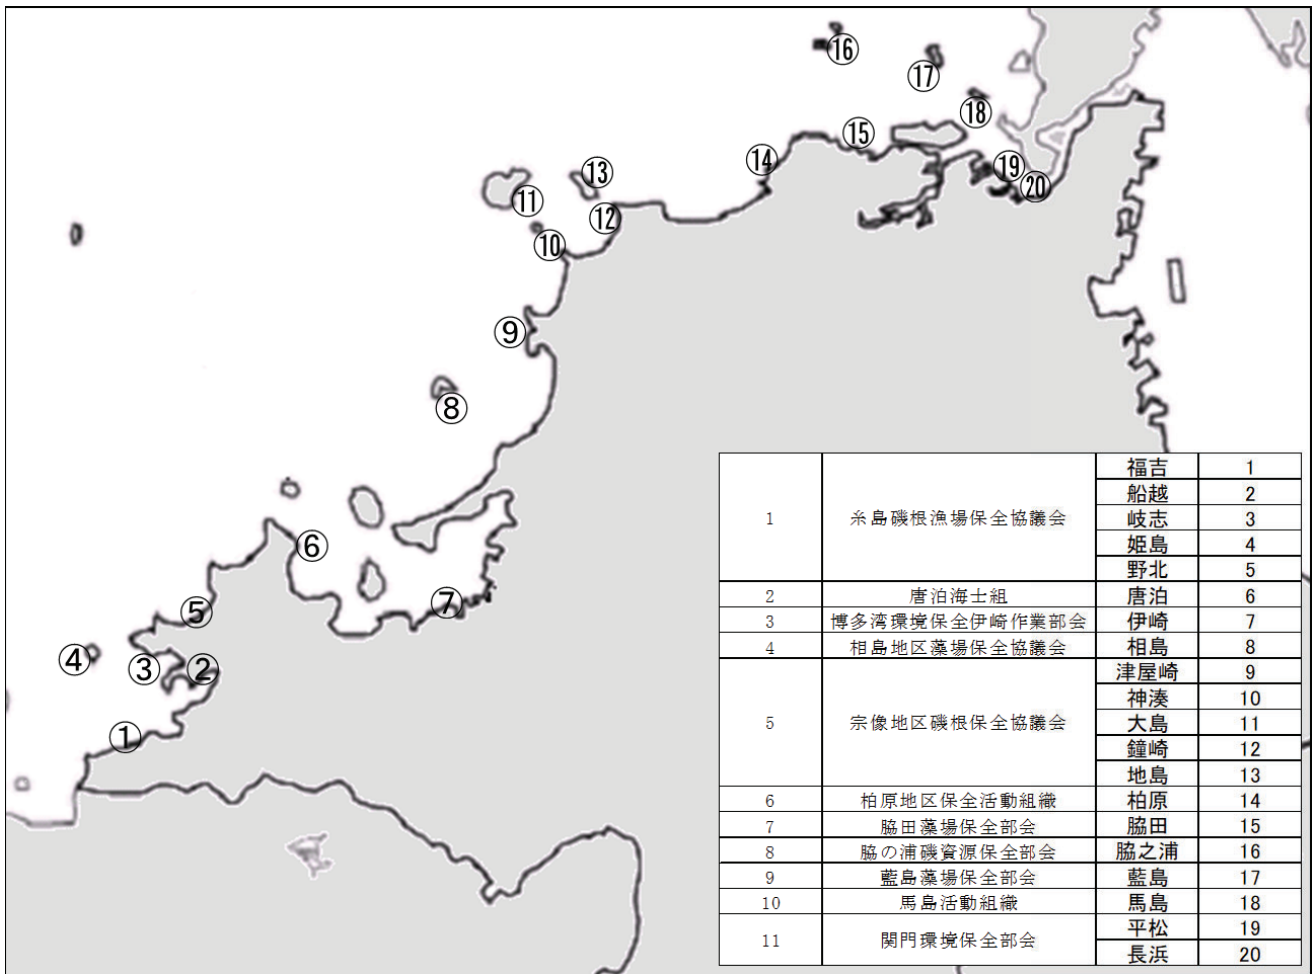 ⑯
⑰
⑱
⑮
⑭
⑲
⑳
⑬
⑪
⑫
⑩
⑨
⑧
⑥
⑦
⑤
④
③
②
①
1 糸島磯根漁場保全協議会 福吉 1
船越 2
岐志 3
姫島 4
野北 5
2 唐泊海士組 唐泊 6
3 博多湾環境保全伊崎作業部会 伊崎 7
4 相島地区藻場保全協議会 相島 8
5 宗像地区磯根保全協議会 津屋崎 9
神湊 10
大島 11
鐘崎 12
地島 13
6 柏原地区保全活動組織 柏原 14
7 脇田藻場保全部会 脇田 15
8 脇の浦磯資源保全部会 脇之浦 16
9 藍島藻場保全部会 藍島 17
10 馬島活動組織 馬島 18
11 関門環境保全部会 平松 19
長浜 20